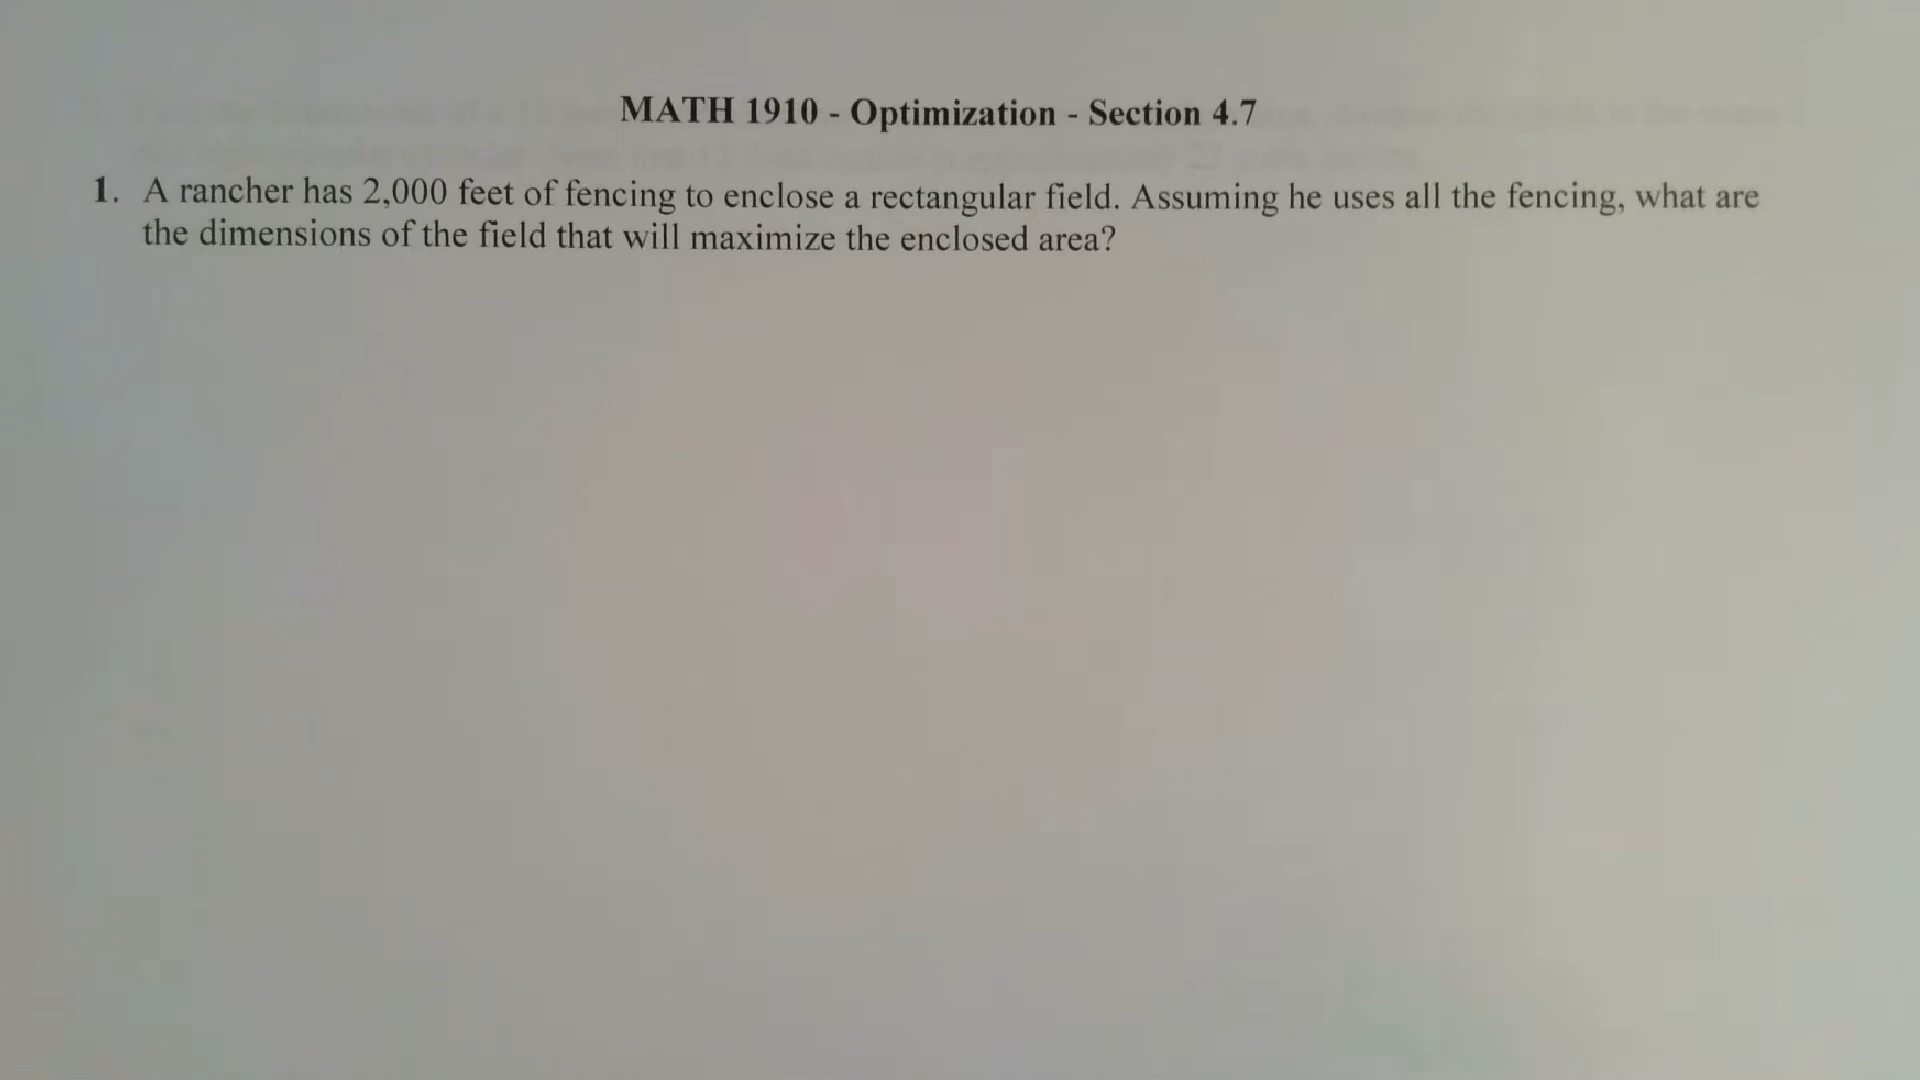 MATH 1910 - Optimization - Section 4.7
1. A rancher has 2,000 feet of fencing to enclose a rectangular field. Assuming he uses all the fencing, what are
the dimensions of the field that will maximize the enclosed area?